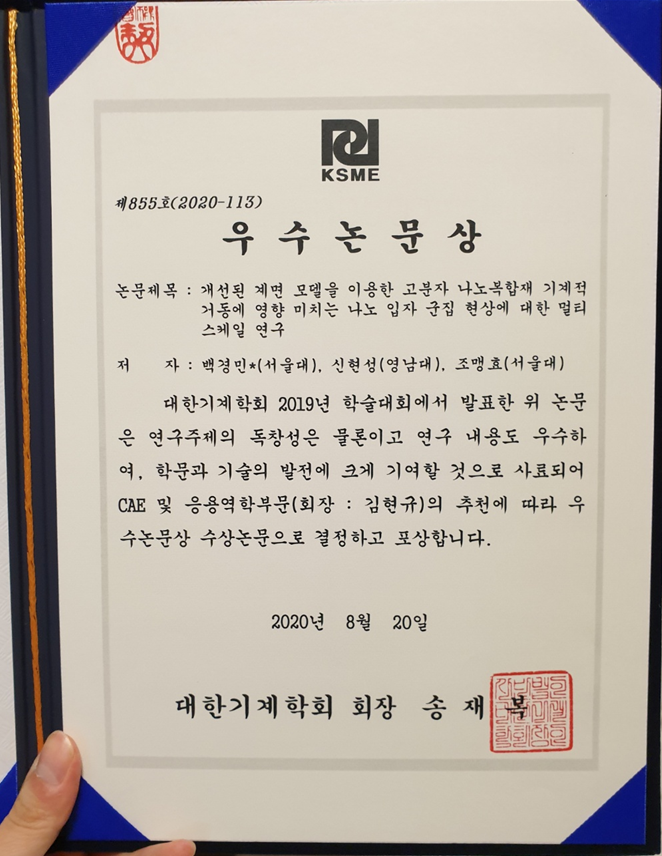 KSME
제855호(2020-113)
우수논문상
논문제목 : 개선된 계면 모델을 이용한 고분자 나노복합재 기계적
거동에 영향 미치는 나노 입자 군집 현상에 대한 멀티
스케일 연구
저 자 : 백경민*(서울대), 신현성(영남대), 조맹효(서울대)
대한기계학회 2019년 학술대회에서 발표한 위 논문
은 연구주제의 독창성은 물론이고 연구 내용도 우수하
여, 학문과 기술의 발전에 크게 기여할 것으로 사료되어
CAE 및 응용역학부문(회장 : 김현규)의 추천에 따라 우
수논문상 수상논문으로 결정하고 포상합니다.
2020년 8월 20일
대한기계학회 회장 송재복